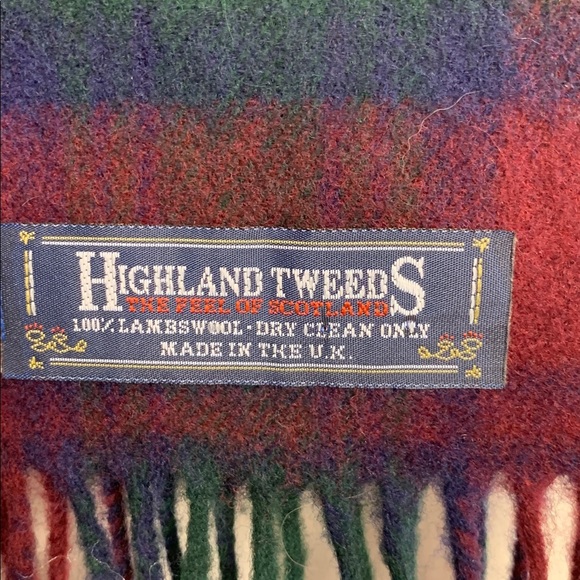 HIGHLAND TWEEDS
THE FEEL OF SCOTLAND
100% LAMBSWOOL · DRY CLEAN ONLY
MADE IN THE U.K.